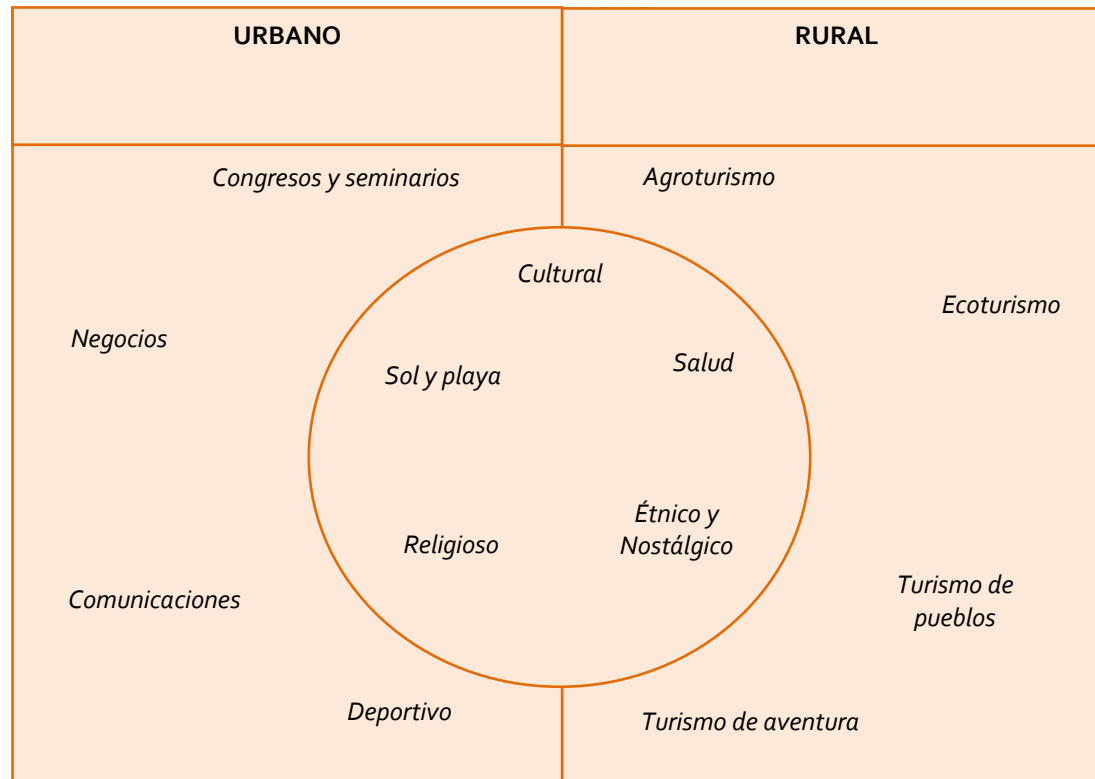 URBANO
RURAL
Congresos y seminarios
Agroturismo
Cultural
Ecoturismo
Negocios
Salud
Sol y playa
Étnico y
Nostálgico
Religioso
Turismo de
pueblos
Comunicaciones
Deportivo
Turismo de aventura